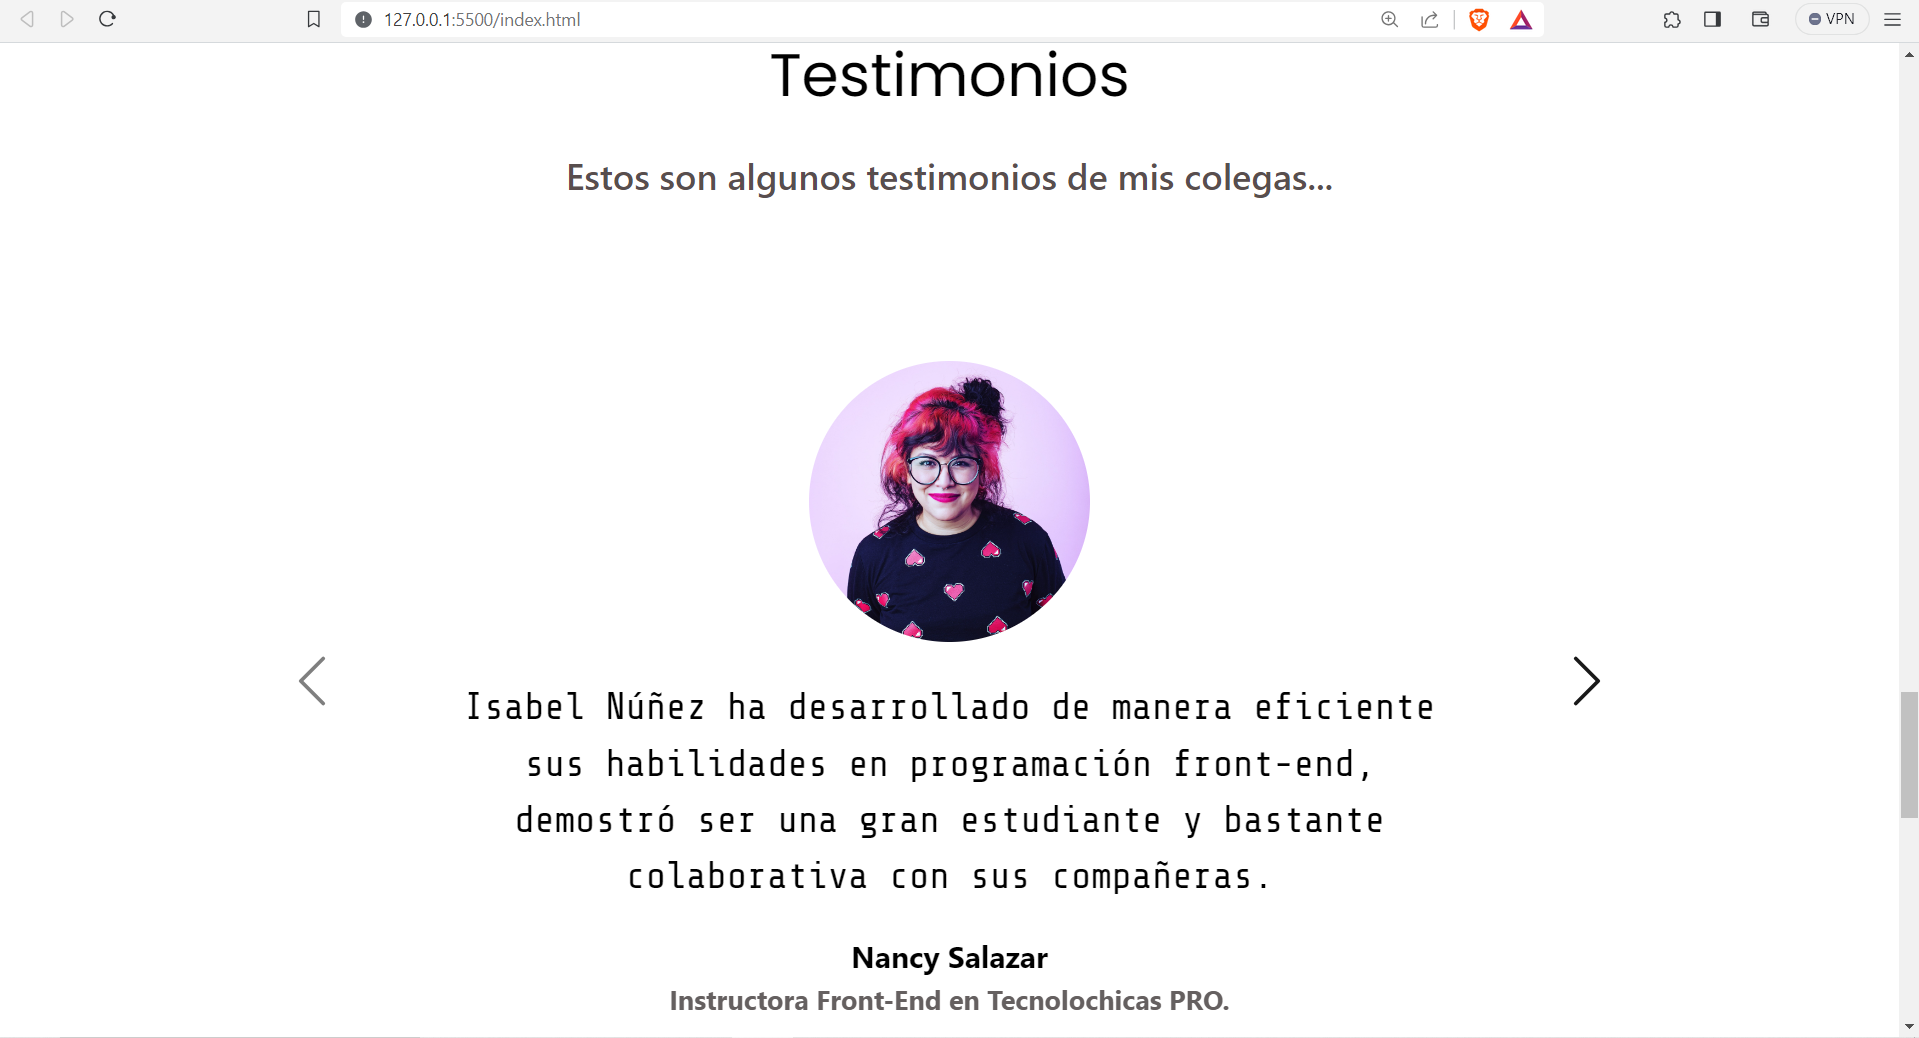 127.0.0.1:5500/index.html
VPN
Testimonios
Estos son algunos testimonios de mis colegas...
Isabel Núñez ha desarrollado de manera eficiente
sus habilidades en programación front-end,
demostró ser una gran estudiante y bastante
colaborativa con sus compañeras.
Nancy Salazar
Instructora Front-End en Tecnolochicas PRO.